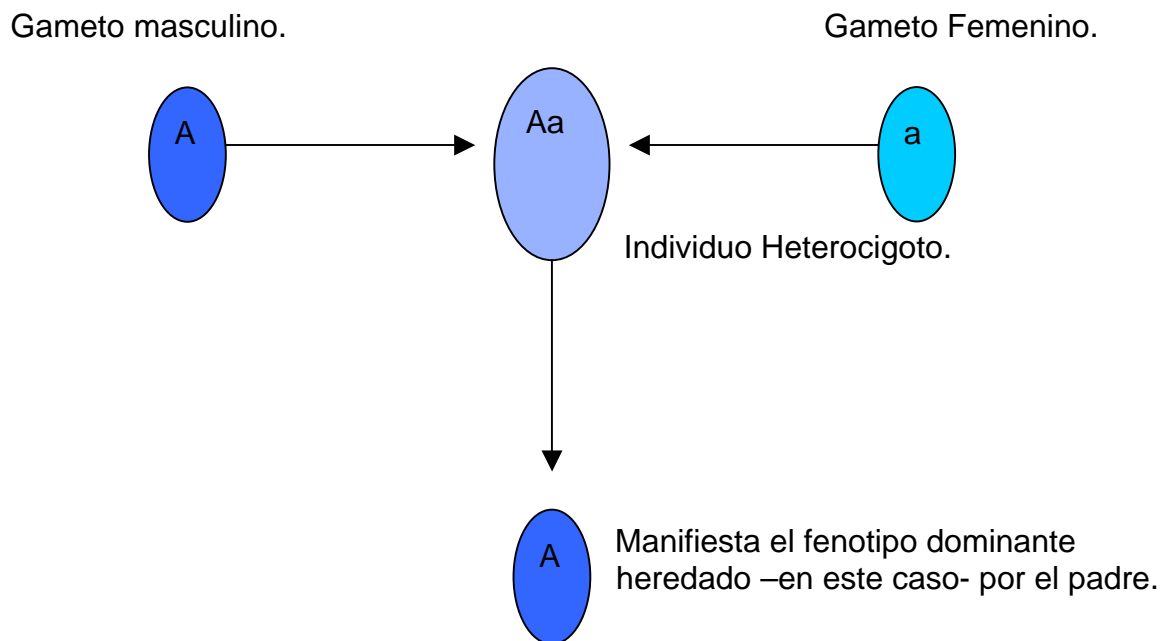 Gameto masculino.
Gameto Femenino.
A
Aa
a
Individuo Heterocigoto.
A
Manifiesta el fenotipo dominante
heredado –en este caso- por el padre.